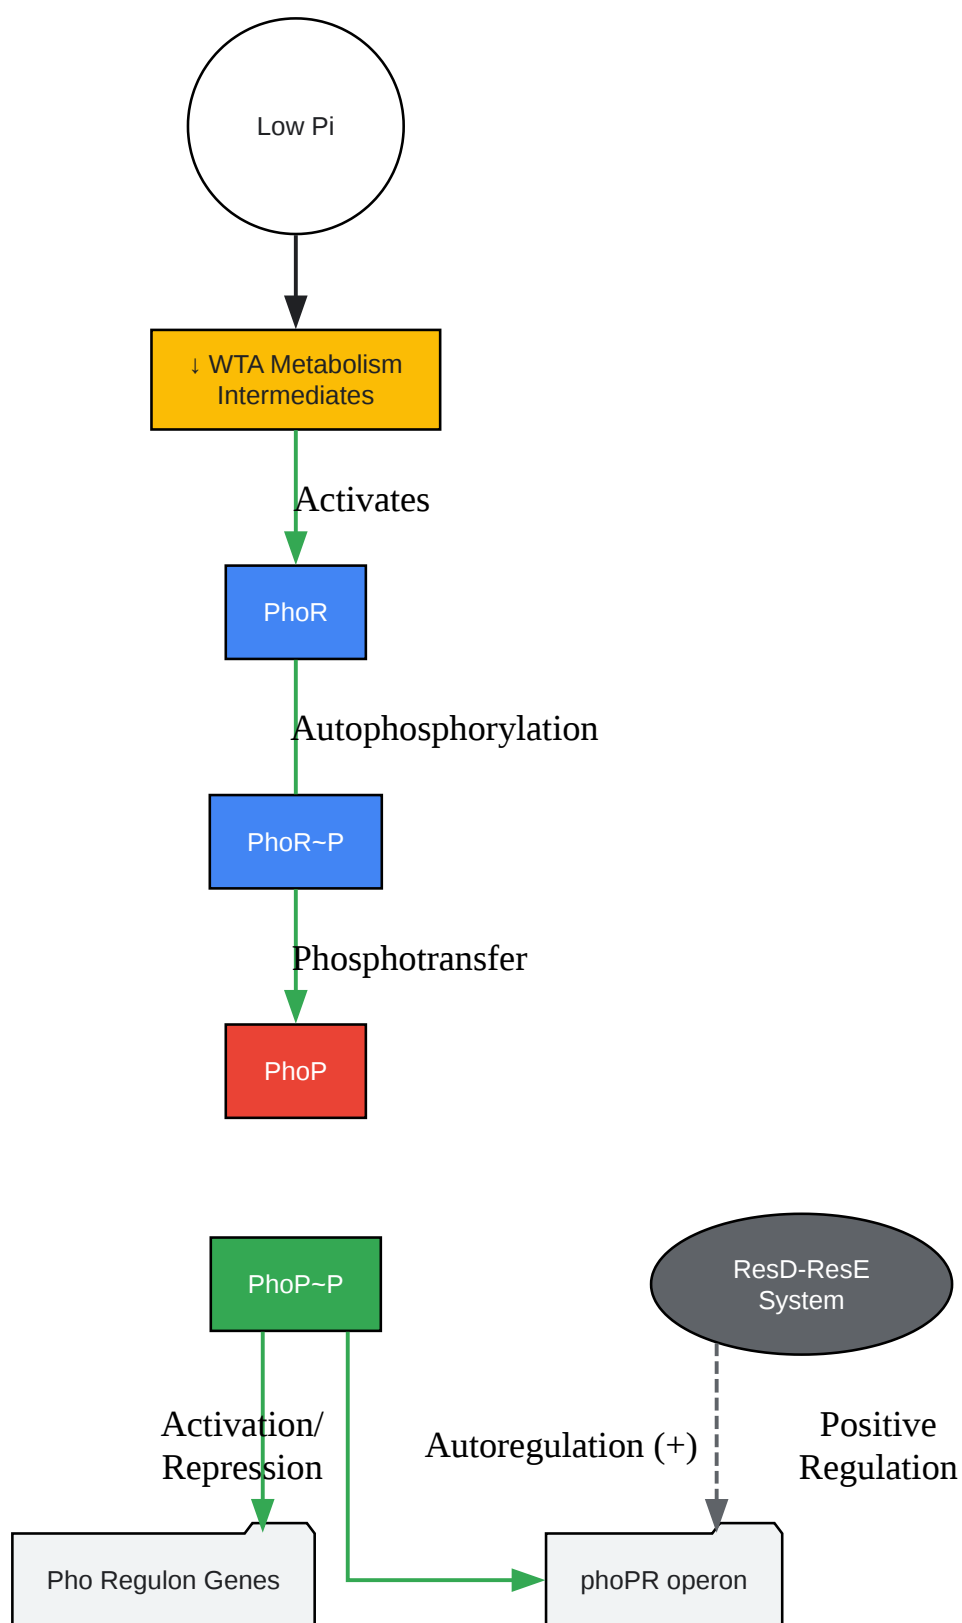 Low Pi
↓ WTA Metabolism
Intermediates
Activates
PhoR
Autophosphorylation
PhoR~P
Phosphotransfer
PhoP
PhoP~P
ResD-ResE
System
Activation/
Repression
Autoregulation (+)
Positive
Regulation
Pho Regulon Genes
phoPR operon